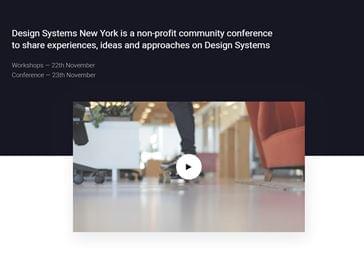 Design Systems New York is a non-profit community conference
to share experiences, ideas and approaches on Design Systems
Workshops — 22th November
Conference — 23th November